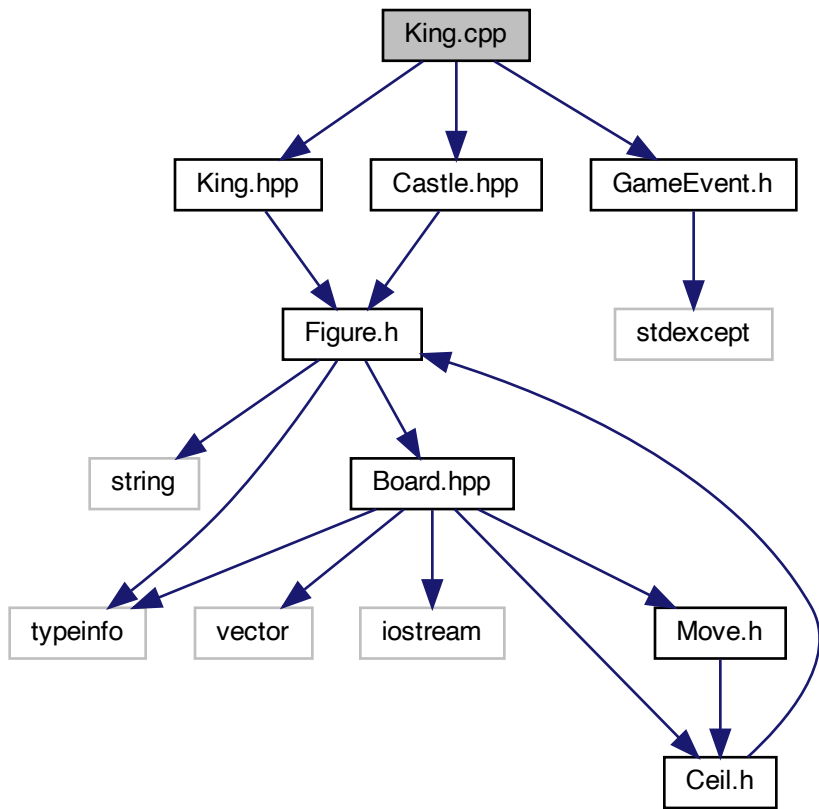 King.cpp
King.hpp
Castle.hpp
GameEvent.h
Figure.h
stdexcept
string
Board.hpp
typeinfo
vector
iostream
Move.h
Ceil.h